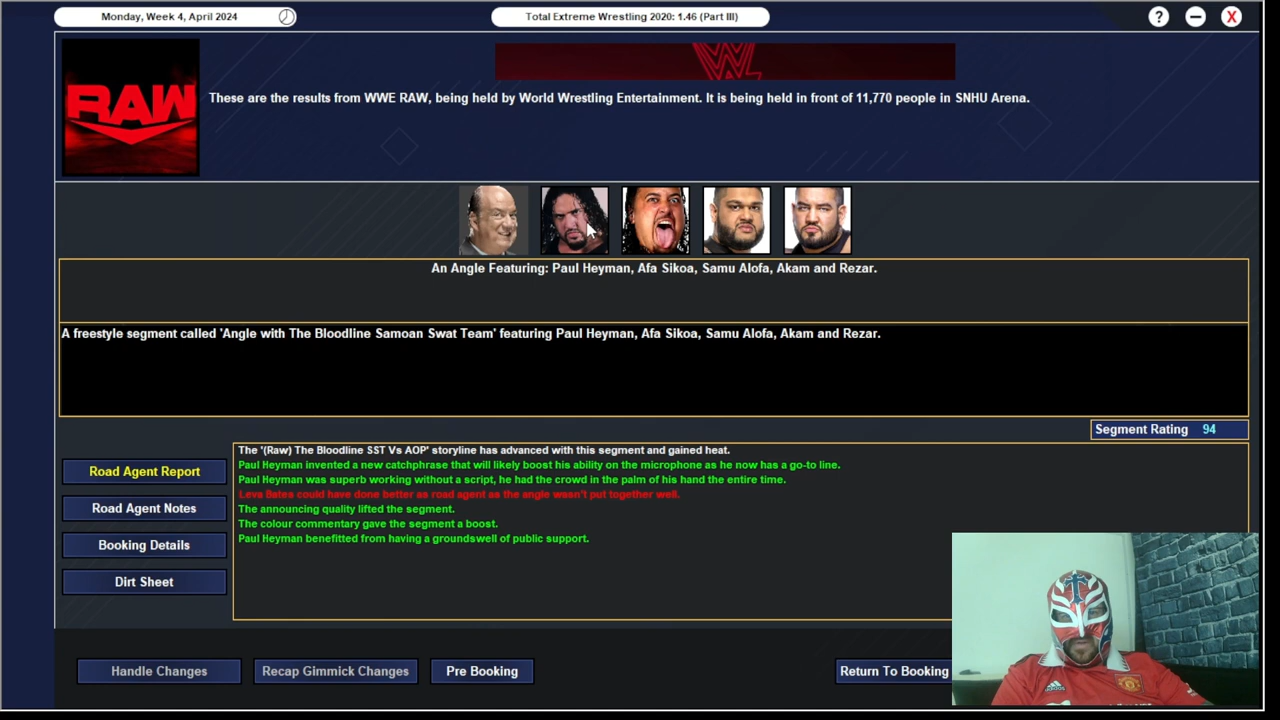 Monday, Week 4, April 2024
Total Extreme Wrestling 2020: 1.46 (Part III)
?
X
RAW
W
These are the results from WWE RAW, being held by World Wrestling Entertainment. It is being held in front of 11,770 people in SNHU Arena.
An Angle Featuring: Paul Heyman, Afa Sikoa, Samu Alofa, Akam and Rezar.
A freestyle segment called 'Angle with The Bloodline Samoan Swat Team' featuring Paul Heyman, Afa Sikoa, Samu Alofa, Akam and Rezar.
Segment Rating 94
Road Agent Report
Road Agent Notes
Booking Details
Dirt Sheet
The '(Raw) The Bloodline SST Vs AOP' storyline has advanced with this segment and gained heat.
Paul Heyman invented a new catchphrase that will likely boost his ability on the microphone as he now has a go-to line.
Paul Heyman was superb working without a script, he had the crowd in the palm of his hand the entire time.
Leva Bates could have done better as road agent as the angle wasn't put together well.
The announcing quality lifted the segment.
The colour commentary gave the segment a boost.
Paul Heyman benefitted from having a groundswell of public support.
Handle Changes
Recap Gimmick Changes
Pre Booking
Return To Booking
adidas